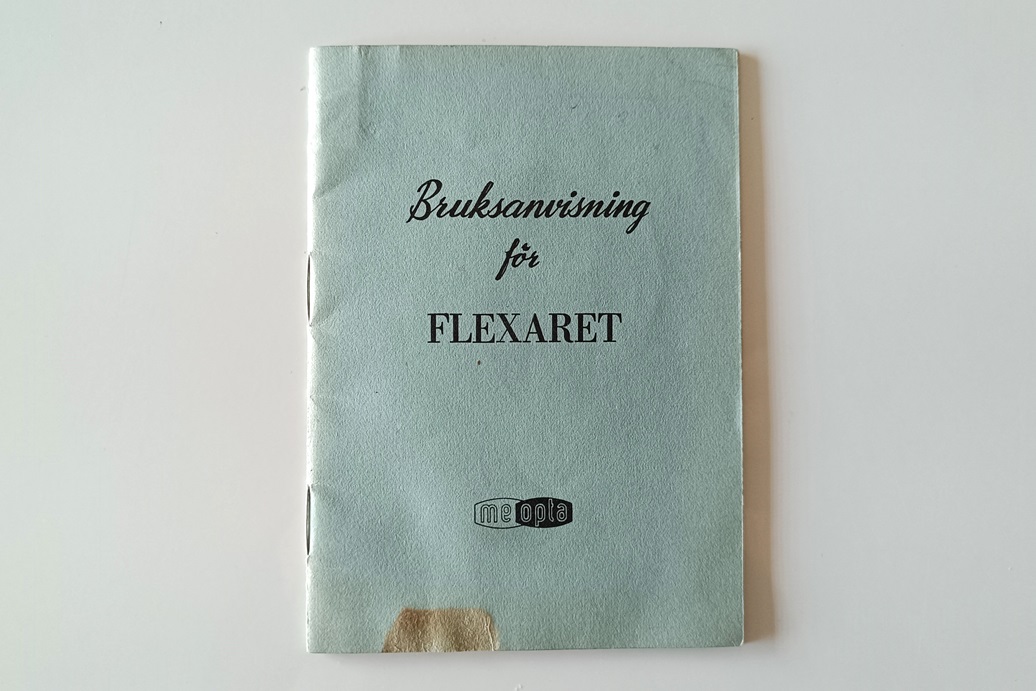 Bruksanvisning
för
FLEXARET
meopta